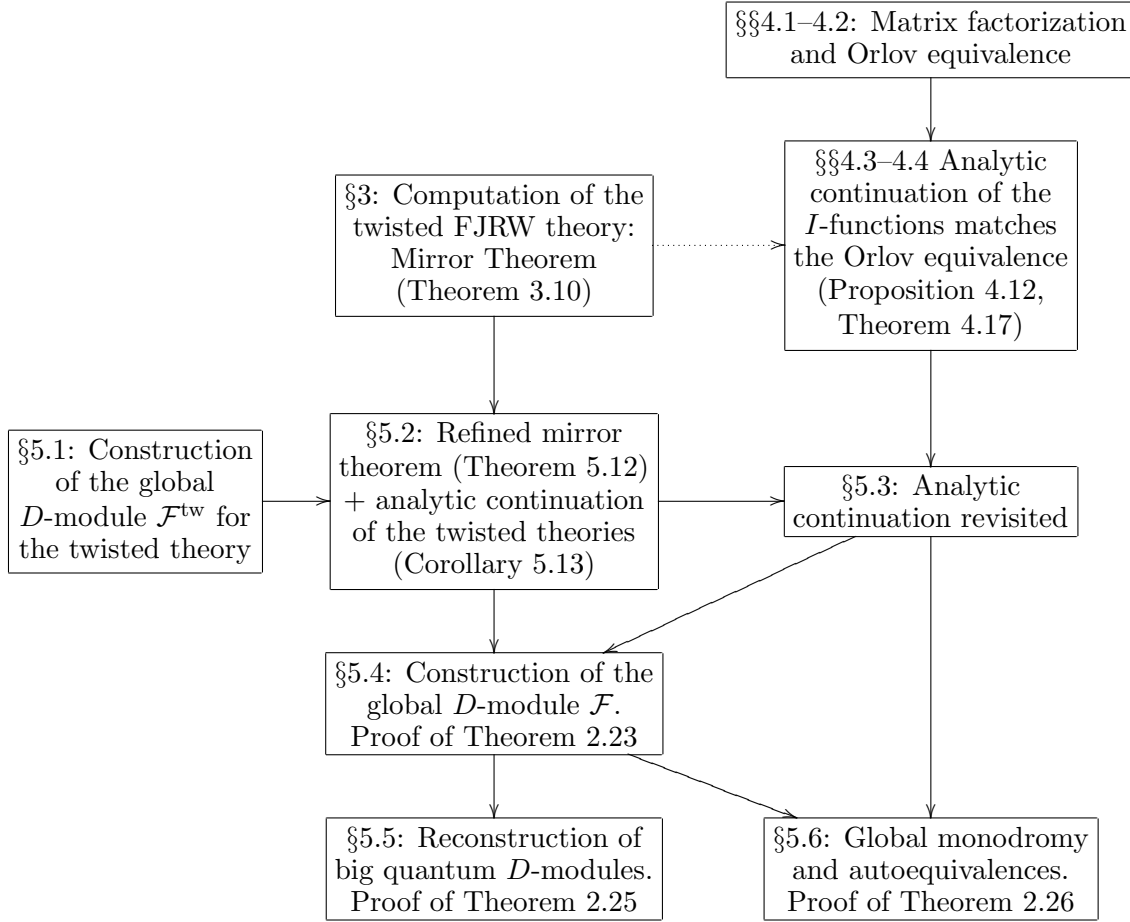 §§4.1–4.2: Matrix factorization
and Orlov equivalence
§3: Computation of the
twisted FJRW theory:
Mirror Theorem
(Theorem 3.10)
§§4.3–4.4 Analytic
continuation of the
I-functions matches
the Orlov equivalence
(Proposition 4.12,
Theorem 4.17)
§5.1: Construction
of the global
D-module 𝓕^tw for
the twisted theory
§5.2: Refined mirror
theorem (Theorem 5.12)
+ analytic continuation
of the twisted theories
(Corollary 5.13)
§5.3: Analytic
continuation revisited
§5.4: Construction of the
global D-module 𝓕.
Proof of Theorem 2.23
§5.5: Reconstruction of
big quantum D-modules.
Proof of Theorem 2.25
§5.6: Global monodromy
and autoequivalences.
Proof of Theorem 2.26